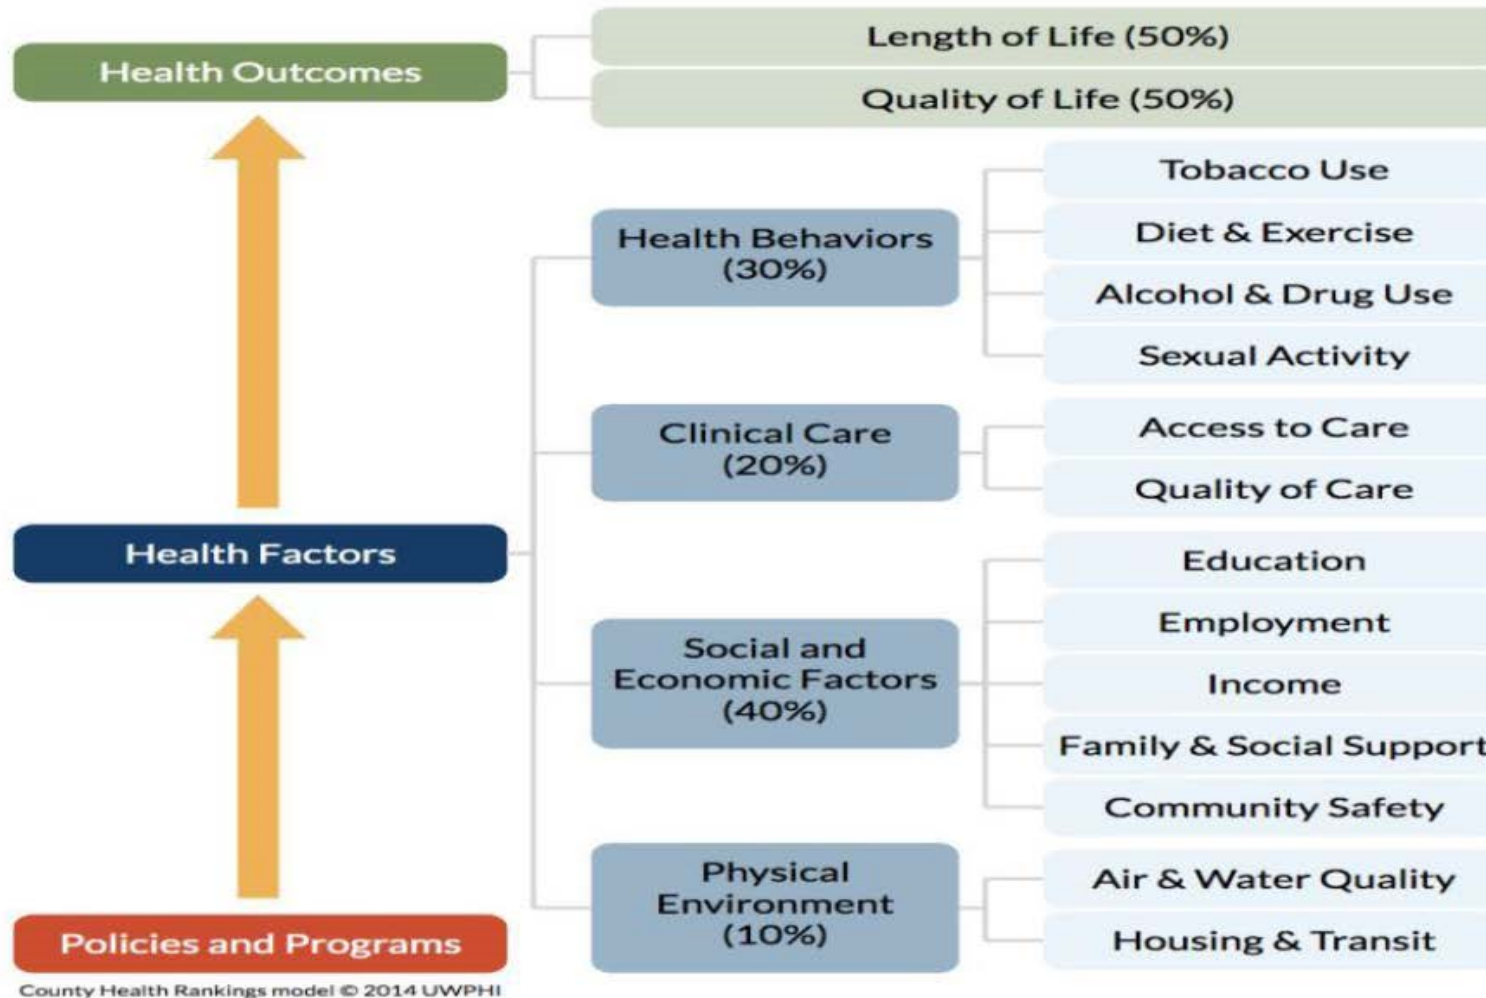 Health Outcomes
Length of Life (50%)
Quality of Life (50%)
Health Factors
Health Behaviors
(30%)
Tobacco Use
Diet & Exercise
Alcohol & Drug Use
Sexual Activity
Clinical Care
(20%)
Access to Care
Quality of Care
Social and
Economic Factors
(40%)
Education
Employment
Income
Family & Social Support
Community Safety
Physical
Environment
(10%)
Air & Water Quality
Housing & Transit
Policies and Programs
County Health Rankings model © 2014 UWPHI